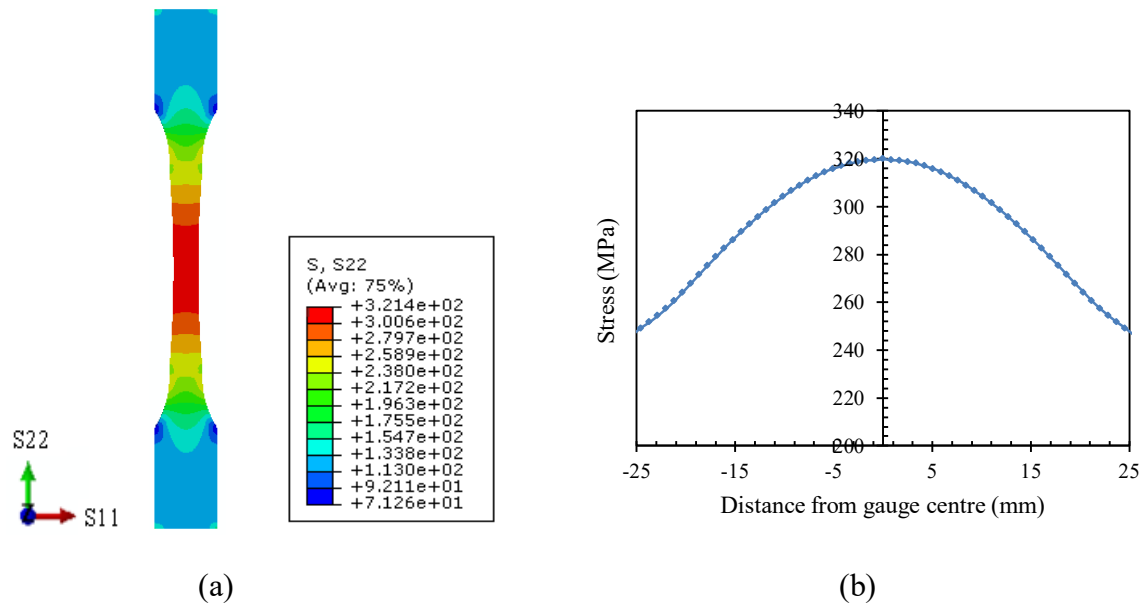 S22
S11
S, S22
(Avg: 75%)
+3.214e+02
+3.006e+02
+2.797e+02
+2.589e+02
+2.380e+02
+2.172e+02
+1.963e+02
+1.755e+02
+1.547e+02
+1.338e+02
+1.130e+02
+9.211e+01
+7.126e+01
(a)
340
320
300
280
260
240
220
200
Stress (MPa)
-25 -15 -5 5 15 25
Distance from gauge centre (mm)
(b)